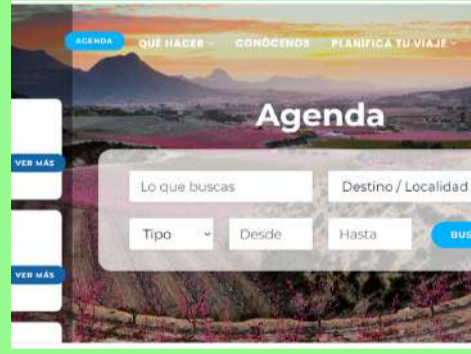 AGENDA QUÉ HACER CONÓCENOS PLANIFICA TU VIAJE
Agenda
VER MÁS
Lo que buscas Destino / Localidad
Tipo Desde Hasta BUS
VER MÁS